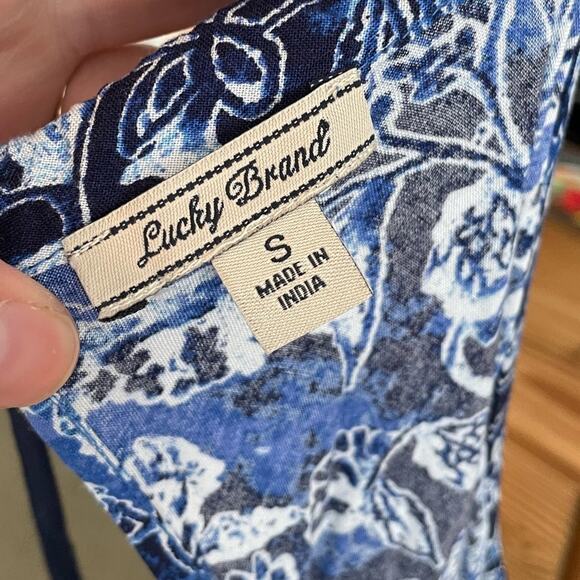 Lucky Brand
S
MADE IN
INDIA